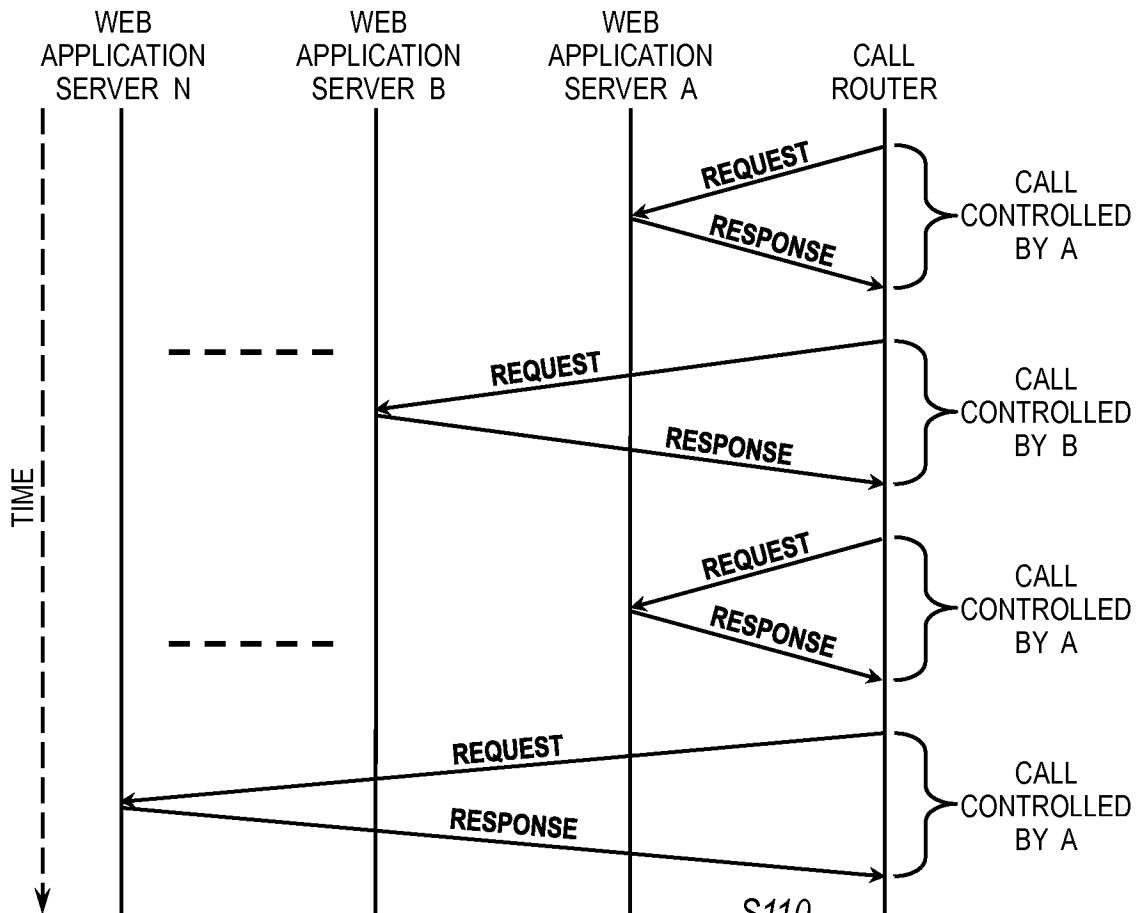 WEB
APPLICATION
SERVER N
WEB
APPLICATION
SERVER B
WEB
APPLICATION
SERVER A
CALL
ROUTER
REQUEST
RESPONSE
CALL
CONTROLLED
BY A
REQUEST
RESPONSE
CALL
CONTROLLED
BY B
TIME
REQUEST
RESPONSE
CALL
CONTROLLED
BY A
REQUEST
RESPONSE
CALL
CONTROLLED
BY A
S110